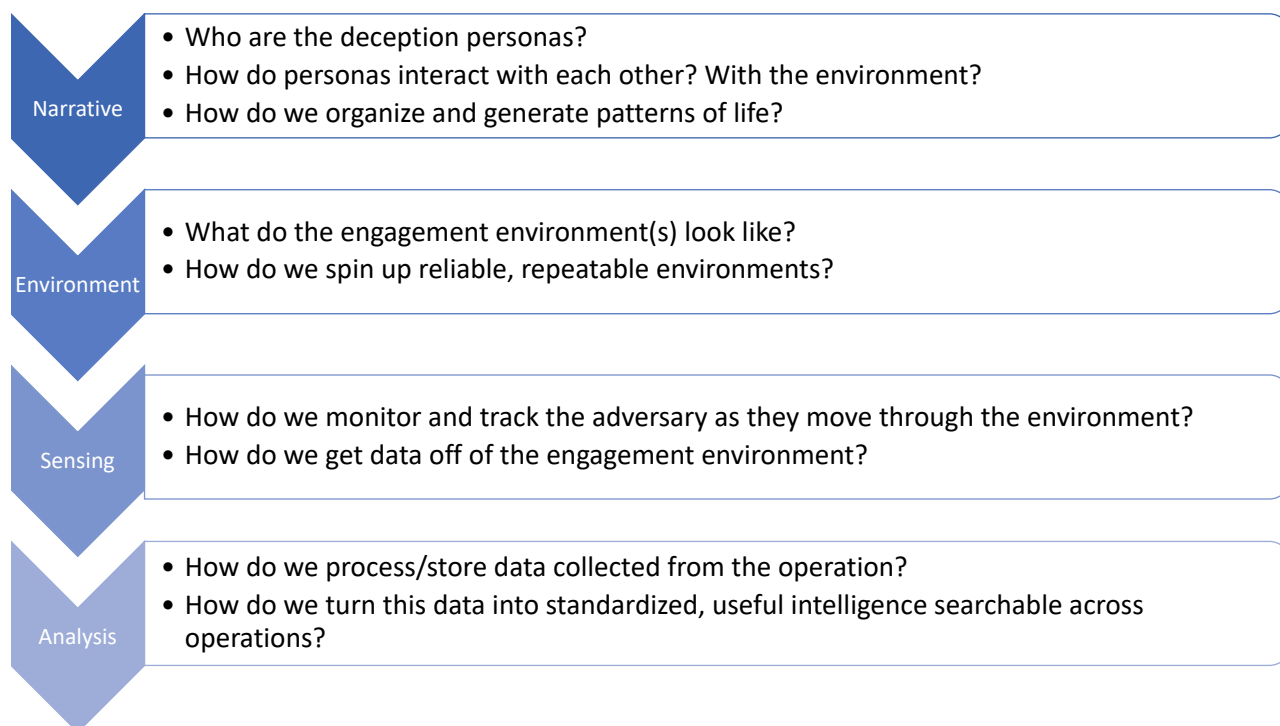 Narrative
• Who are the deception personas?
• How do personas interact with each other? With the environment?
• How do we organize and generate patterns of life?
Environment
• What do the engagement environment(s) look like?
• How do we spin up reliable, repeatable environments?
Sensing
• How do we monitor and track the adversary as they move through the environment?
• How do we get data off of the engagement environment?
Analysis
• How do we process/store data collected from the operation?
• How do we turn this data into standardized, useful intelligence searchable across
operations?